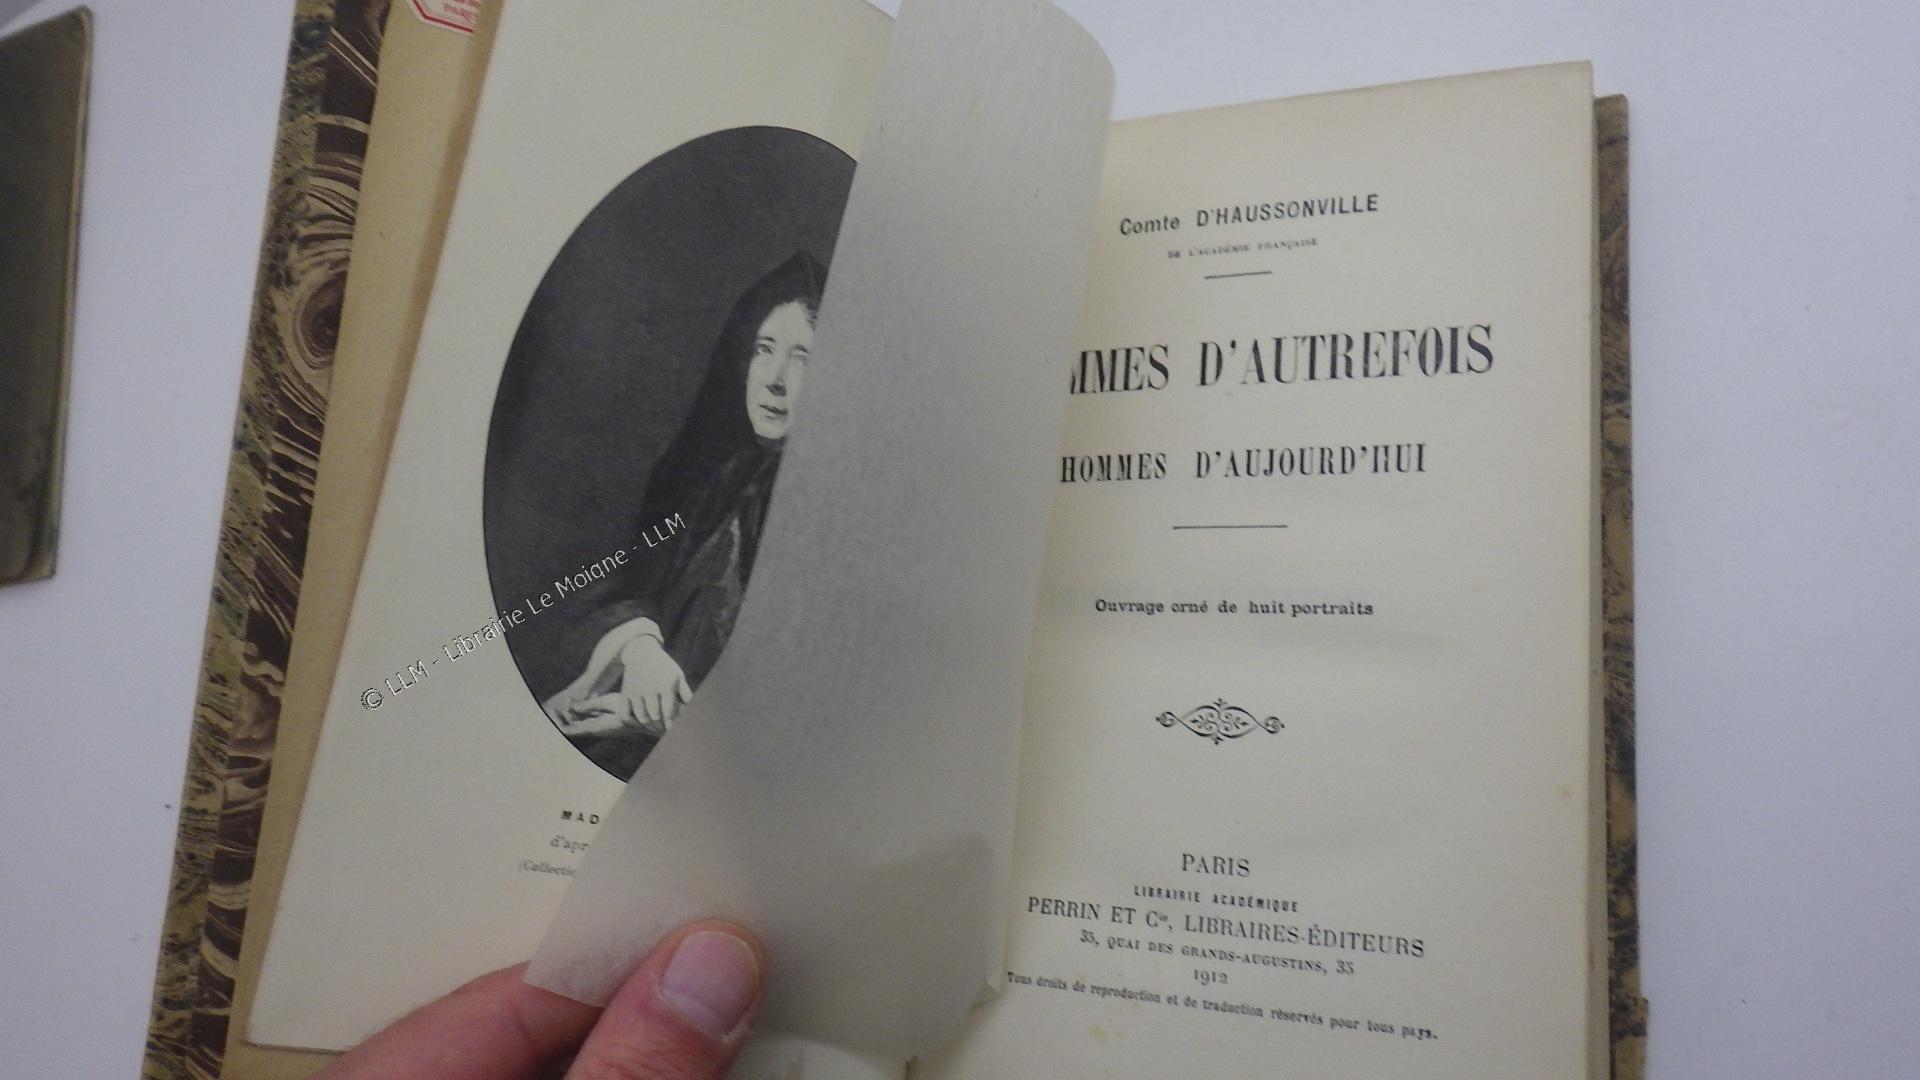 PARIS
© LLM - Librairie Le Moigne - LLM
MAD
d'apr
(Collectio
Comte D'HAUSSONVILLE
DE L'ACADÉMIE FRANÇAISE
MMES D'AUTREFOIS
HOMMES D'AUJOURD'HUI
Ouvrage orné de huit portraits
PARIS
LIBRAIRIE ACADÉMIQUE
PERRIN ET Cie, LIBRAIRES-ÉDITEURS
35, QUAI DES GRANDS-AUGUSTINS, 35
1912
Tous droits de reproduction et de traduction réservés pour tous pays.